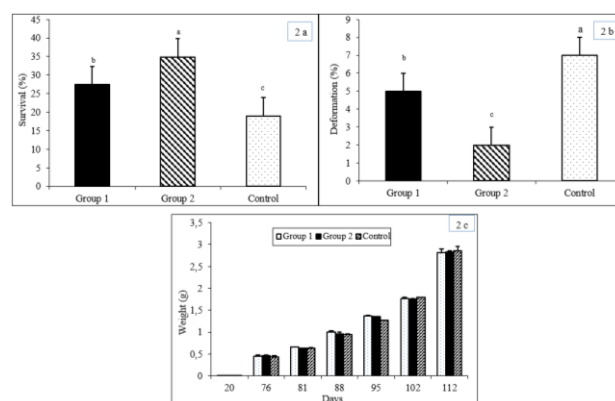 2 a
Survival (%)
45
40
35
30
25
20
15
10
5
0
b
a
c
Group 1
Group 2
Control
2 b
Deformation (%)
9
8
7
6
5
4
3
2
1
0
b
c
a
Group 1
Group 2
Control
2 c
Weight (g)
3,5
3
2,5
2
1,5
1
0,5
0
Group 1 Group 2 Control
20 76 81 88 95 102 112
Days